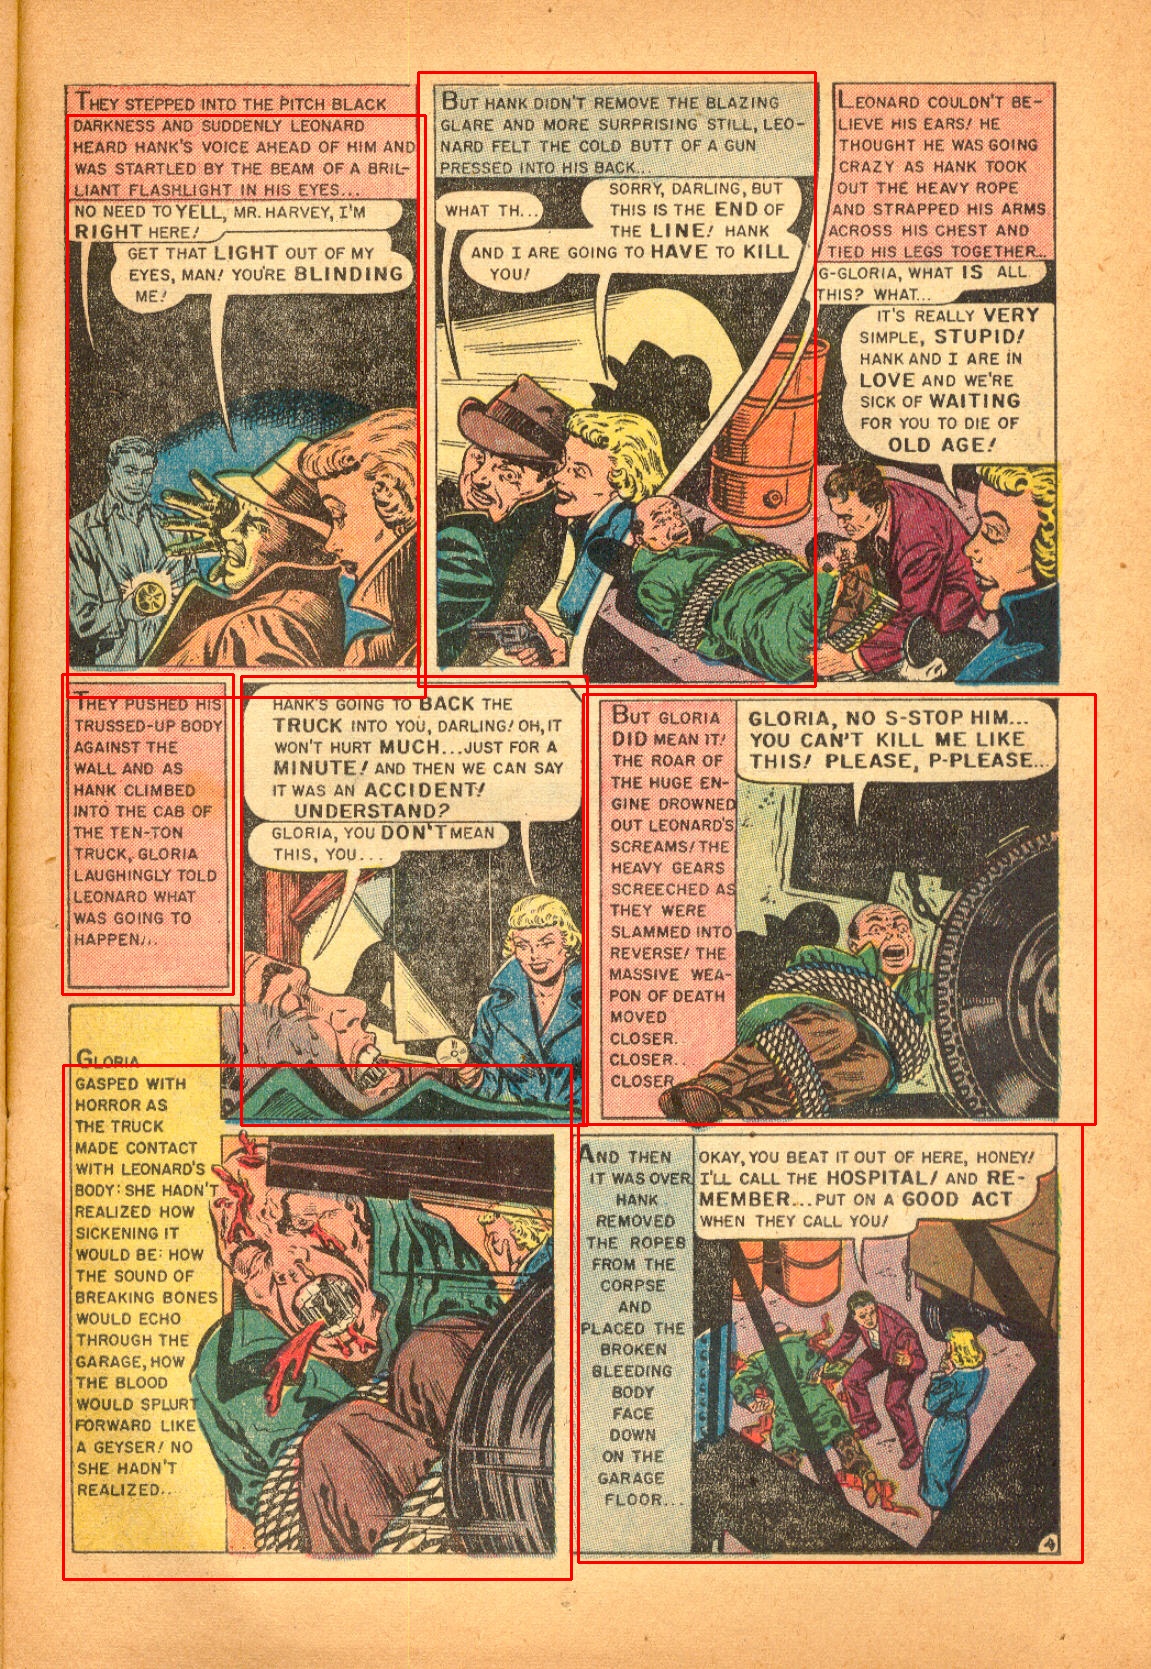 THEY STEPPED INTO THE PITCH BLACK
DARKNESS AND SUDDENLY LEONARD
HEARD HANK'S VOICE AHEAD OF HIM AND
WAS STARTLED BY THE BEAM OF A BRIL-
LIANT FLASHLIGHT IN HIS EYES...
NO NEED TO YELL, MR. HARVEY, I'M
RIGHT HERE!
GET THAT LIGHT OUT OF MY
EYES, MAN! YOU'RE BLINDING
ME!
BUT HANK DIDN'T REMOVE THE BLAZING
GLARE AND MORE SURPRISING STILL, LEO-
NARD FELT THE COLD BUTT OF A GUN
PRESSED INTO HIS BACK...
WHAT TH...
SORRY, DARLING, BUT
THIS IS THE END OF
THE LINE! HANK
AND I ARE GOING TO HAVE TO KILL
YOU!
LEONARD COULDN'T BE-
LIEVE HIS EARS! HE
THOUGHT HE WAS GOING
CRAZY AS HANK TOOK
OUT THE HEAVY ROPE
AND STRAPPED HIS ARMS
ACROSS HIS CHEST AND
TIED HIS LEGS TOGETHER...
G-GLORIA, WHAT IS ALL
THIS? WHAT...
IT'S REALLY VERY
SIMPLE, STUPID!
HANK AND I ARE IN
LOVE AND WE'RE
SICK OF WAITING
FOR YOU TO DIE OF
OLD AGE!
THEY PUSHED HIS
TRUSSED-UP BODY
AGAINST THE
WALL AND AS
HANK CLIMBED
INTO THE CAB OF
THE TEN-TON
TRUCK, GLORIA
LAUGHINGLY TOLD
LEONARD WHAT
WAS GOING TO
HAPPEN...
HANK'S GOING TO BACK THE
TRUCK INTO YOU, DARLING! OH, IT
WON'T HURT MUCH...JUST FOR A
MINUTE! AND THEN WE CAN SAY
IT WAS AN ACCIDENT!
UNDERSTAND?
GLORIA, YOU DON'T MEAN
THIS, YOU...
BUT GLORIA
DID MEAN IT!
THE ROAR OF
THE HUGE EN-
GINE DROWNED
OUT LEONARD'S
SCREAMS! THE
HEAVY GEARS
SCREECHED AS
THEY WERE
SLAMMED INTO
REVERSE! THE
MASSIVE WEA-
PON OF DEATH
MOVED
CLOSER.
CLOSER..
CLOSER
GLORIA, NO S-STOP HIM...
YOU CAN'T KILL ME LIKE
THIS! PLEASE, P-PLEASE...
GLORIA
GASPED WITH
HORROR AS
THE TRUCK
MADE CONTACT
WITH LEONARD'S
BODY: SHE HADN'T
REALIZED HOW
SICKENING IT
WOULD BE: HOW
THE SOUND OF
BREAKING BONES
WOULD ECHO
THROUGH THE
GARAGE, HOW
THE BLOOD
WOULD SPLURT
FORWARD LIKE
A GEYSER! NO
SHE HADN'T
REALIZED..
AND THEN
IT WAS OVER.
HANK
REMOVED
THE ROPES
FROM THE
CORPSE
AND
PLACED THE
BROKEN
BLEEDING
BODY
FACE
DOWN
ON THE
GARAGE
FLOOR...
OKAY, YOU BEAT IT OUT OF HERE, HONEY!
I'LL CALL THE HOSPITAL! AND RE-
MEMBER...PUT ON A GOOD ACT
WHEN THEY CALL YOU!
4